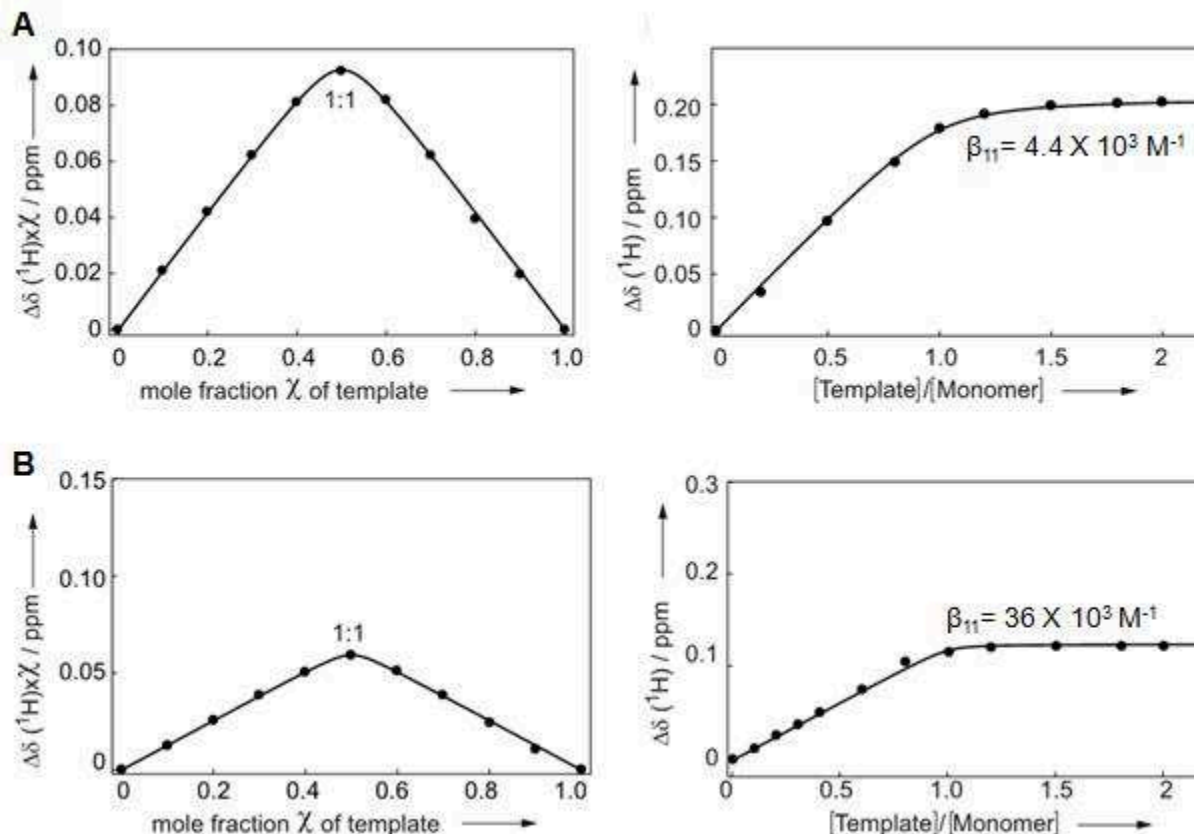 A
Δδ (¹H)xχ / ppm
0.10
0.08
0.06
0.04
0.02
0
1:1
0 0.2 0.4 0.6 0.8 1.0
mole fraction χ of template
Δδ (¹H) / ppm
0.20
0.15
0.10
0.05
0
β₁₁= 4.4 X 10³ M⁻¹
0 0.5 1.0 1.5 2
[Template]/[Monomer]
B
Δδ (¹H)xχ / ppm
0.15
0.10
0.05
0
1:1
0 0.2 0.4 0.6 0.8 1.0
mole fraction χ of template
Δδ (¹H) / ppm
0.3
0.2
0.1
0
β₁₁= 36 X 10³ M⁻¹
0 0.5 1.0 1.5 2
[Template]/[Monomer]